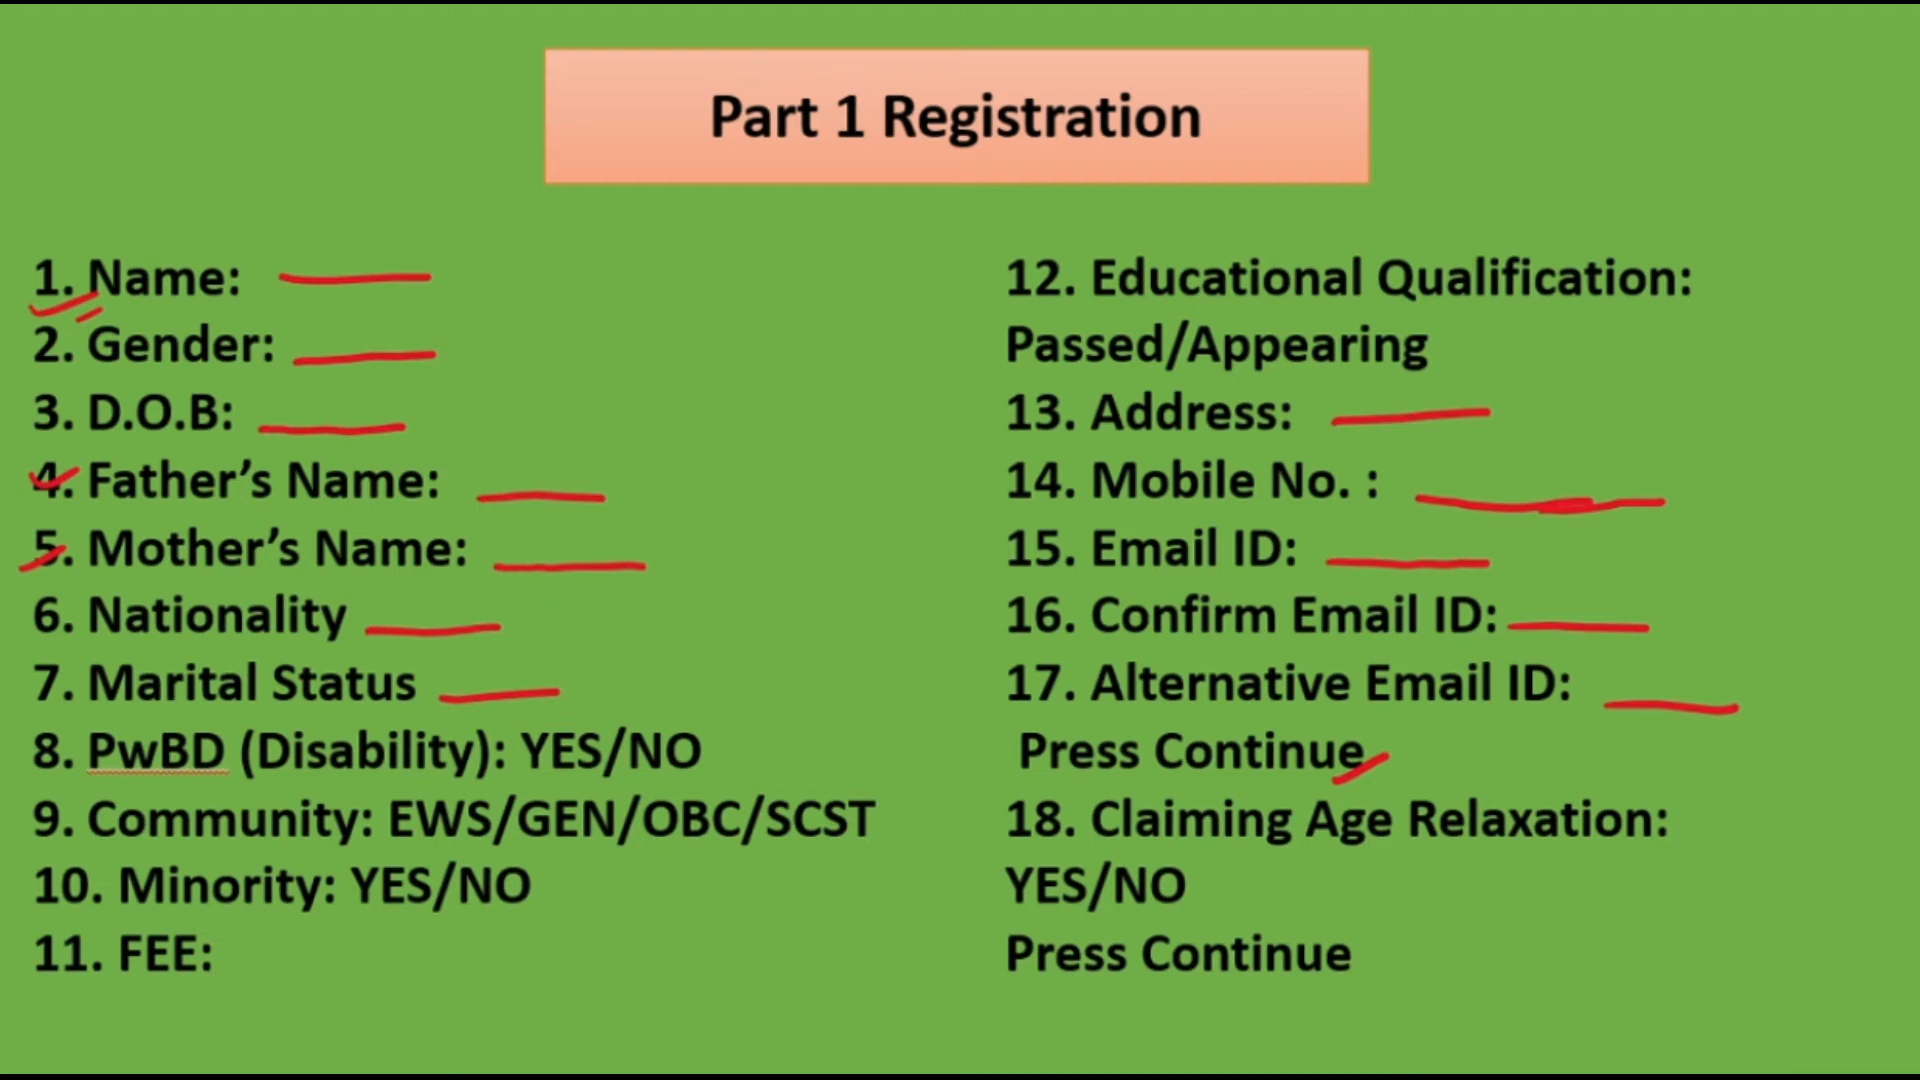 Part 1 Registration
1. Name:
2. Gender:
3. D.O.B:
4. Father's Name:
5. Mother's Name:
6. Nationality
7. Marital Status
8. PwBD (Disability): YES/NO
9. Community: EWS/GEN/OBC/SCST
10. Minority: YES/NO
11. FEE:
12. Educational Qualification:
Passed/Appearing
13. Address:
14. Mobile No. :
15. Email ID:
16. Confirm Email ID:
17. Alternative Email ID:
Press Continue
18. Claiming Age Relaxation:
YES/NO
Press Continue